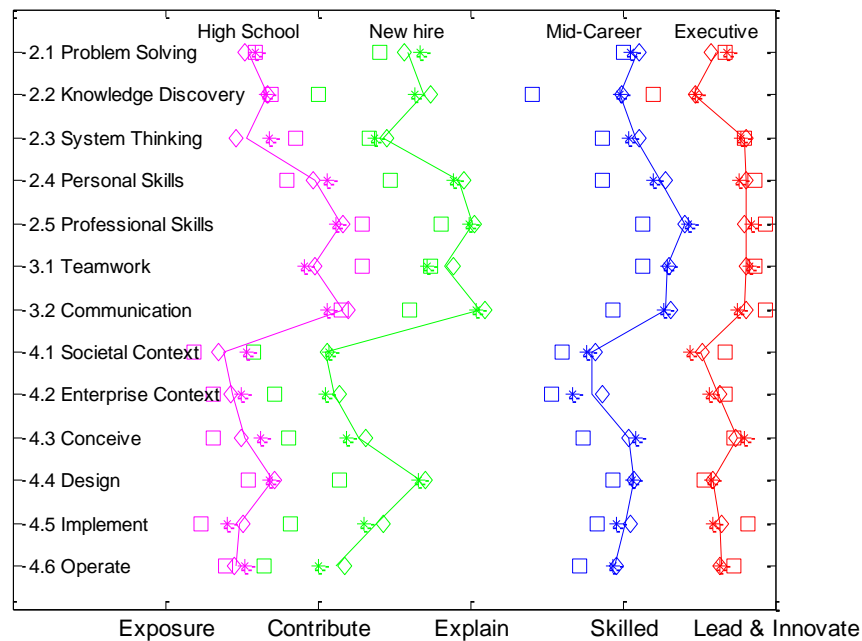 High School New hire Mid-Career Executive
2.1 Problem Solving
2.2 Knowledge Discovery
2.3 System Thinking
2.4 Personal Skills
2.5 Professional Skills
3.1 Teamwork
3.2 Communication
4.1 Societal Context
4.2 Enterprise Context
4.3 Conceive
4.4 Design
4.5 Implement
4.6 Operate
Exposure Contribute Explain Skilled Lead & Innovate